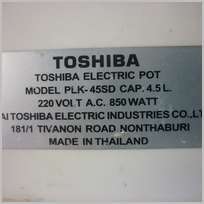 TOSHIBA
TOSHIBA ELECTRIC POT
MODEL PLK-45SD CAP. 4.5 L.
220 VOLT A.C. 850 WATT
AI TOSHIBA ELECTRIC INDUSTRIES CO.,LT
181/1 TIVANON ROAD NONTHABURI
MADE IN THAILAND